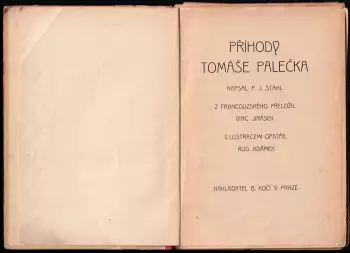 PŘÍHODY
TOMÁŠE PALEČKA
NAPSAL P. J. STAHL
Z FRANCOUZSKÉHO PŘELOŽIL
VINC. JIRÁSEK
ILUSTRACEMI OPATŘIL
RUD. ADÁMEK
NAKLADATEL B. KOČÍ V PRAZE